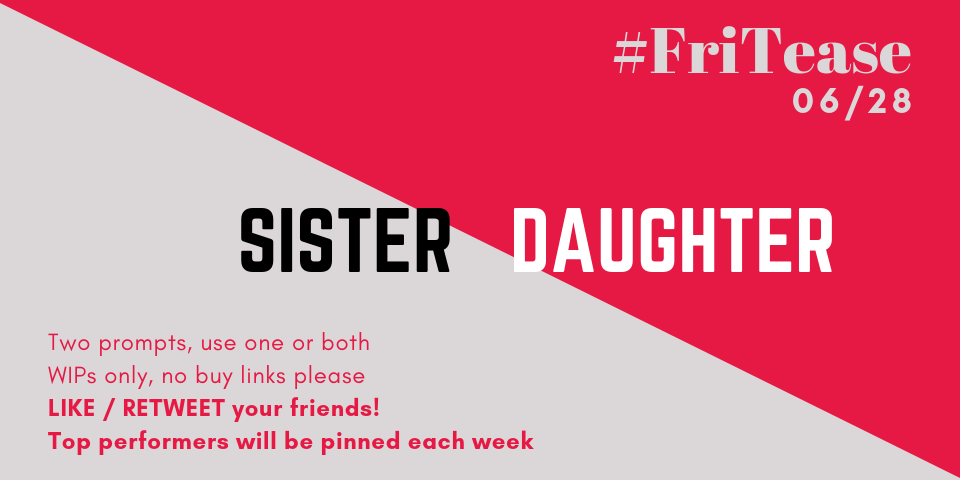 #FriTease
06/28
SISTER DAUGHTER
Two prompts, use one or both
WIPs only, no buy links please
LIKE / RETWEET your friends!
Top performers will be pinned each week